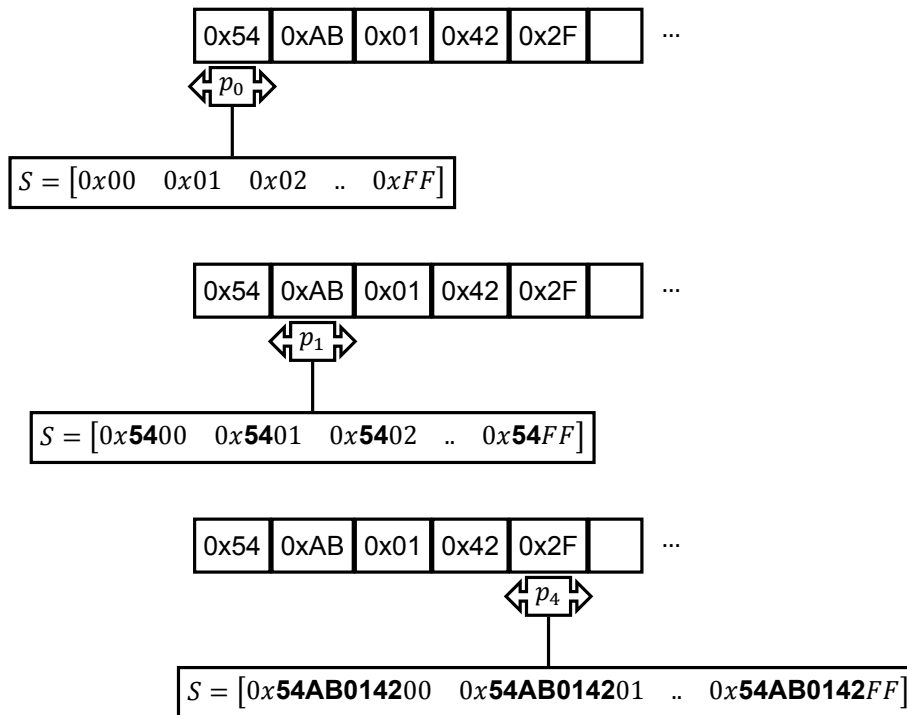 0x54 0xAB 0x01 0x42 0x2F ...
p₀
S = [0x00 0x01 0x02 .. 0xFF]
0x54 0xAB 0x01 0x42 0x2F ...
p₁
S = [0x5400 0x5401 0x5402 .. 0x54FF]
0x54 0xAB 0x01 0x42 0x2F ...
p₄
S = [0x54AB014200 0x54AB014201 .. 0x54AB0142FF]